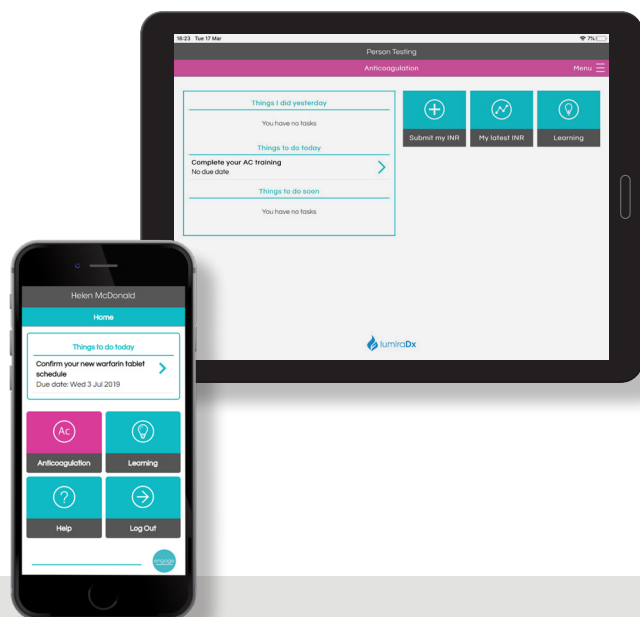 16:23 Tue 17 Mar
7%
Person Testing
Anticoagulation
Menu
Things I did yesterday
You have no tasks
Things to do today
Complete your AC training
No due date
Things to do soon
You have no tasks
Submit my INR
My latest INR
Learning
lumiraDx
Helen McDonald
Home
Things to do today
Confirm your new warfarin tablet
schedule
Due date: Wed 3 Jul 2019
Ac
Anticoagulation
Learning
?
Help
Log Out
engage